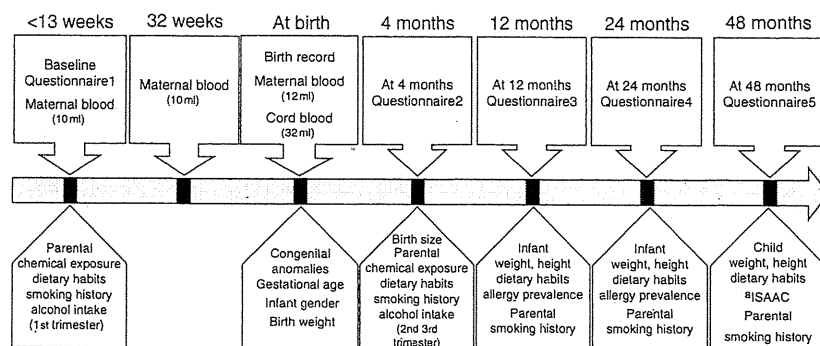 <13 weeks
32 weeks
At birth
4 months
12 months
24 months
48 months
Baseline
Questionnaire1
Maternal blood
(10ml)
Maternal blood
(10ml)
Birth record
Maternal blood
(12ml)
Cord blood
(32ml)
At 4 months
Questionnaire2
At 12 months
Questionnaire3
At 24 months
Questionnaire4
At 48 months
Questionnaire5
Parental
chemical exposure
dietary habits
smoking history
alcohol intake
(1st trimester)
Congenital
anomalies
Gestational age
Infant gender
Birth weight
Birth size
Parental
chemical exposure
dietary habits
smoking history
alcohol intake
(2nd 3rd
trimester)
Infant
weight, height
dietary habits
allergy prevalence
Parental
smoking history
Infant
weight, height
dietary habits
allergy prevalence
Parental
smoking history
Child
weight, height
dietary habits
aISAAC
Parental
smoking history